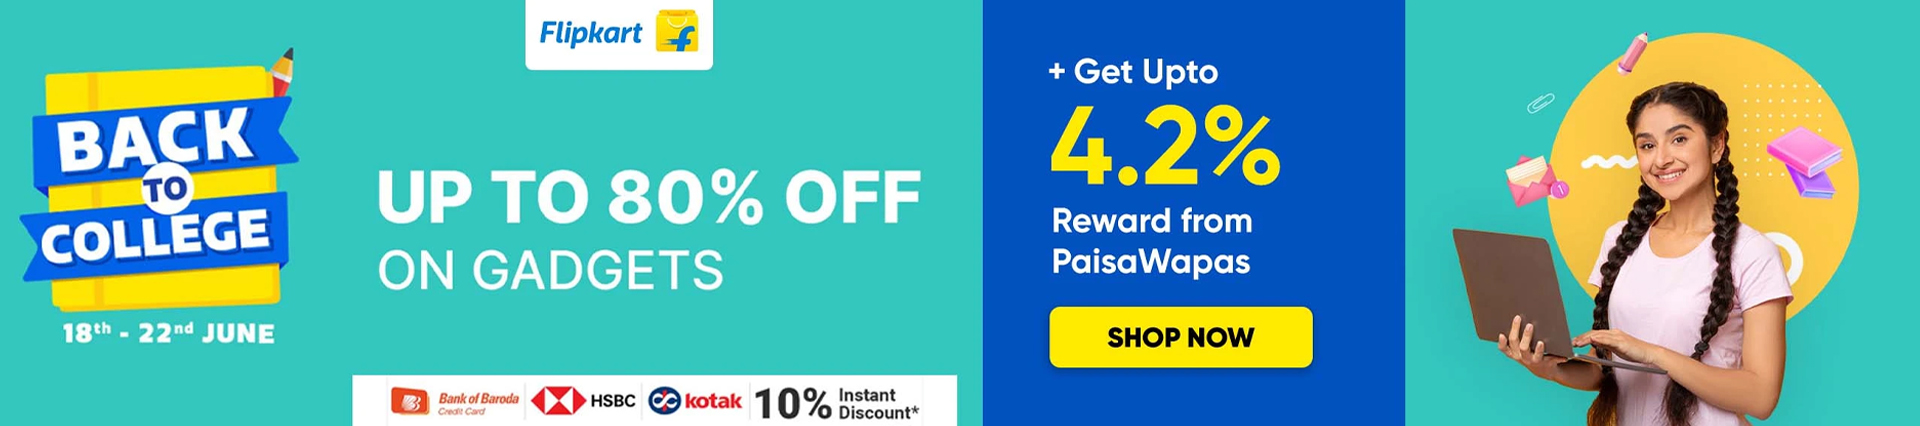 Flipkart
BACK
TO
COLLEGE
18th - 22nd JUNE
UP TO 80% OFF
ON GADGETS
Bank of Baroda
Credit Card
HSBC
kotak
10% Instant
Discount*
+ Get Upto
4.2%
Reward from
PaisaWapas
SHOP NOW